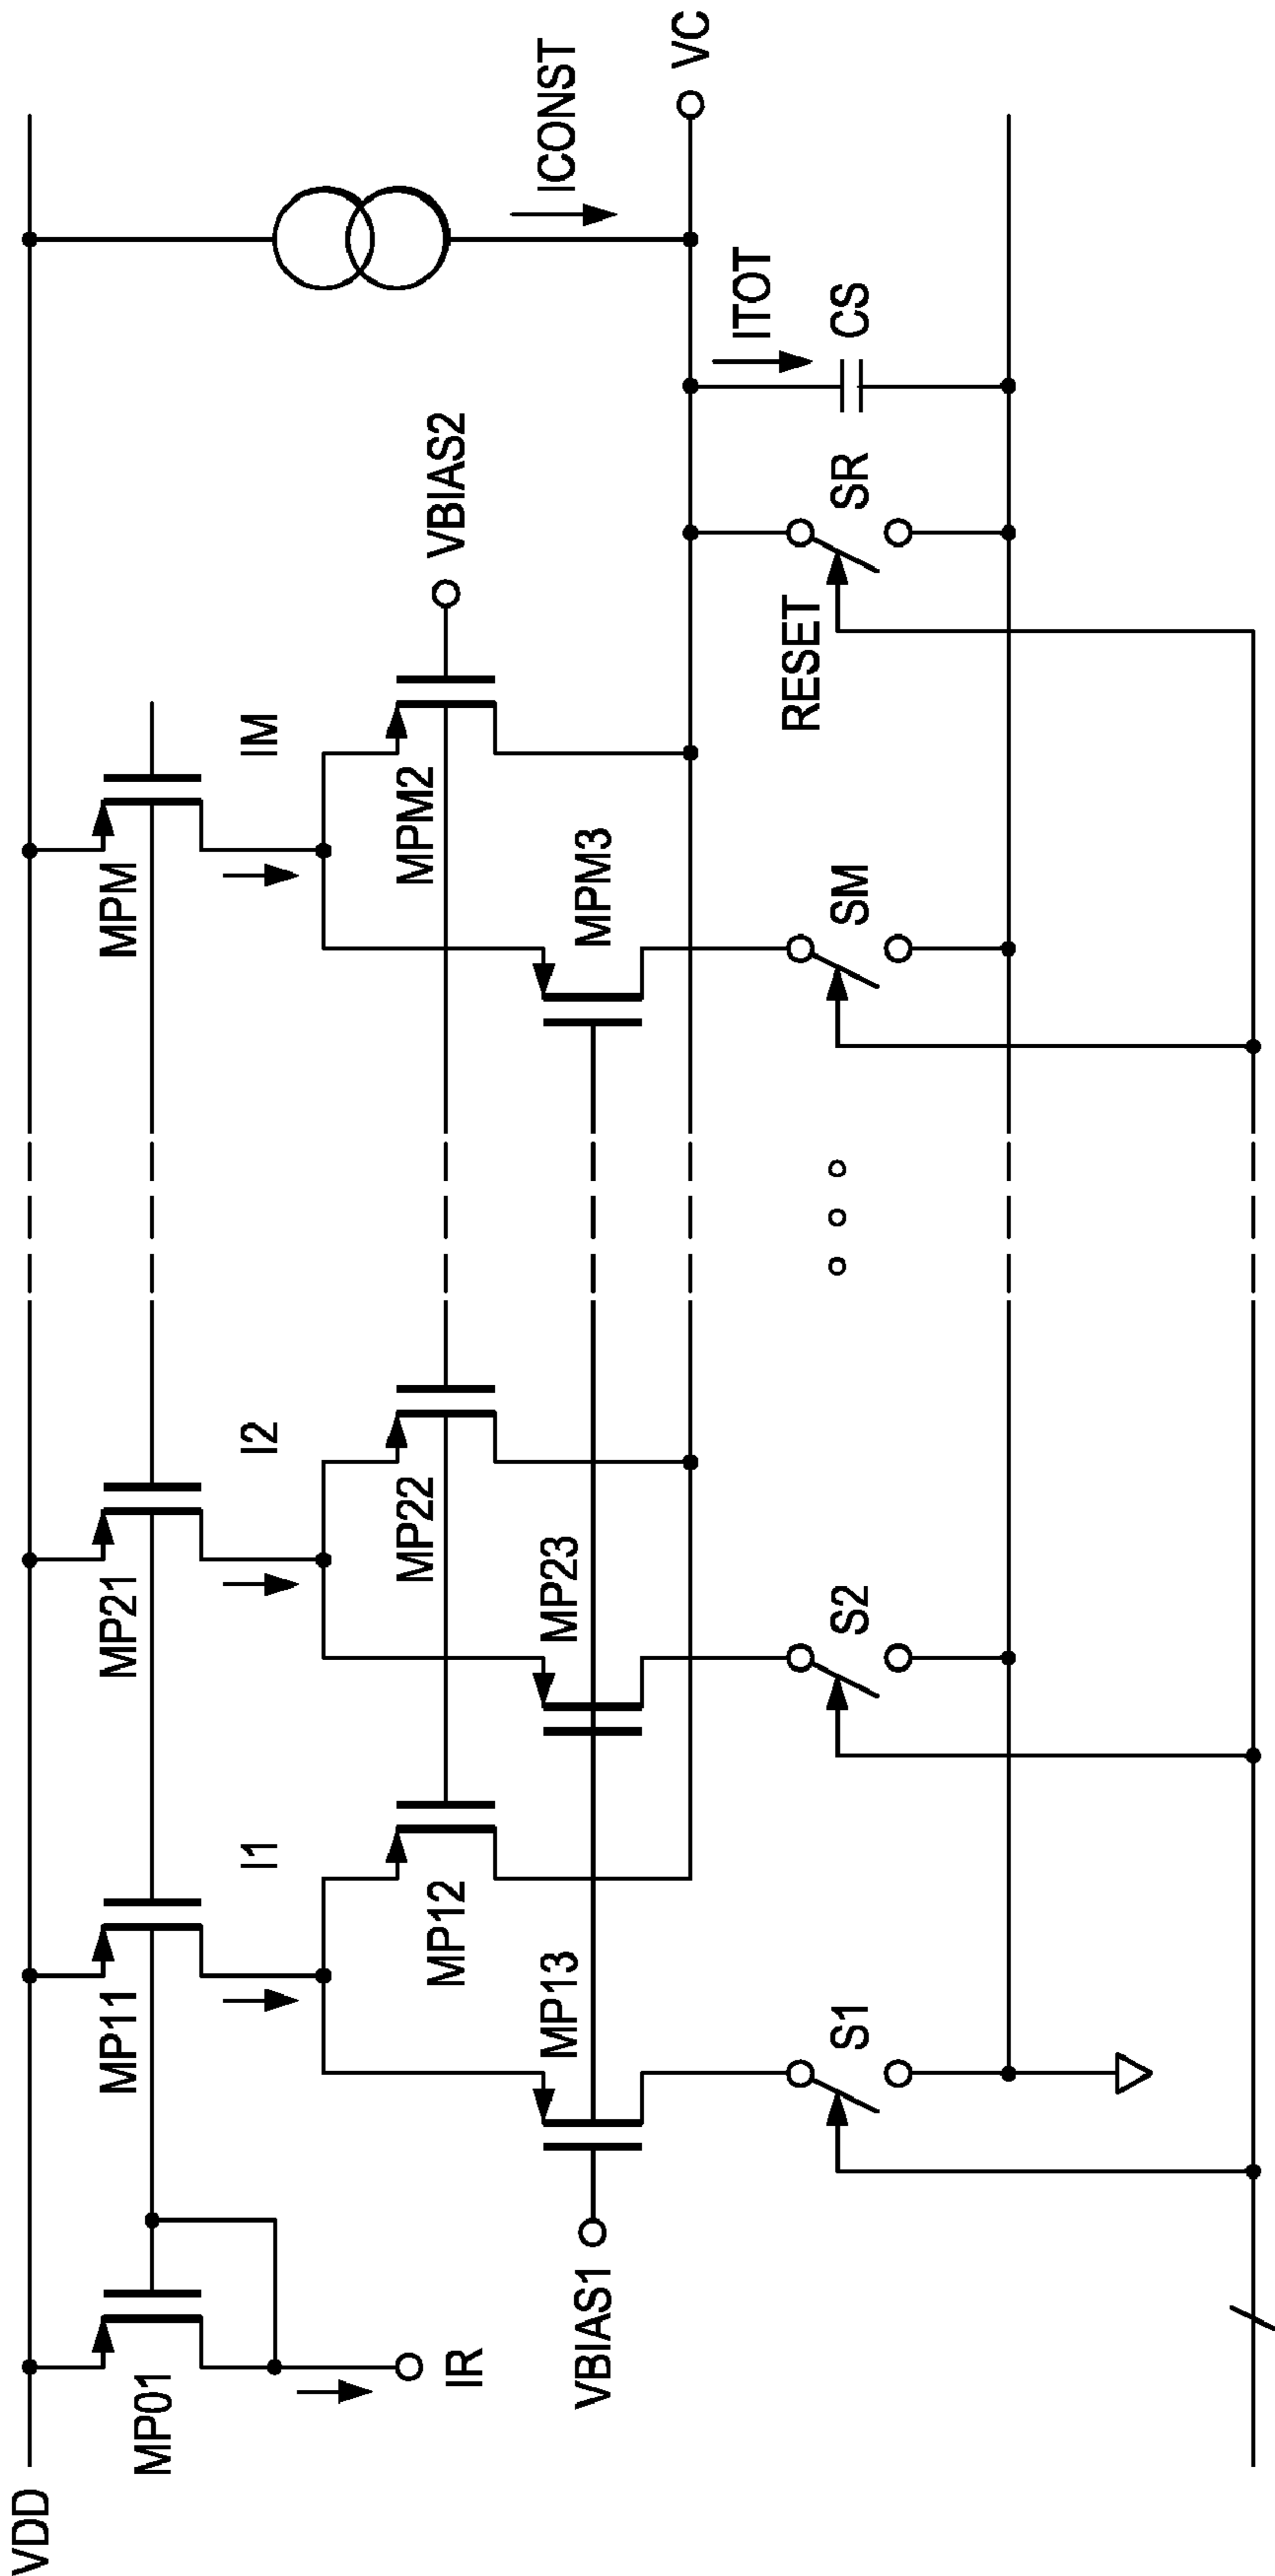 VDD
MP01
IR
MP11
I1
MP21
I2
MPM
IM
MP12
MP22
MPM2
VBIAS2
VBIAS1
MP13
MP23
MPM3
ICONST
VC
ITOT
CS
S1
S2
SM
RESET
SR